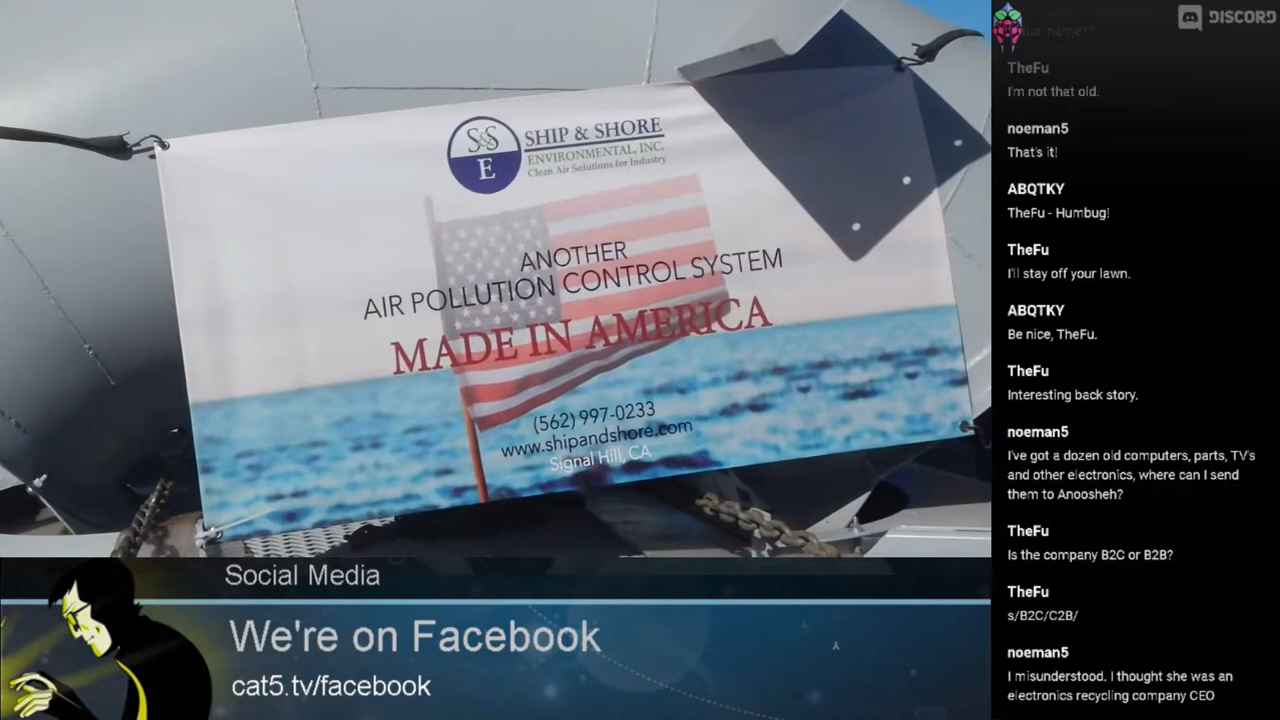 S&S
E
SHIP & SHORE
ENVIRONMENTAL, INC.
Clean Air Solutions for Industry
ANOTHER
AIR POLLUTION CONTROL SYSTEM
MADE IN AMERICA
(562) 997-0233
www.shipandshore.com
Signal Hill, CA
Social Media
We're on Facebook
cat5.tv/facebook
DISCORD
name??
TheFu
I'm not that old.
noeman5
That's it!
ABQTKY
TheFu - Humbug!
TheFu
I'll stay off your lawn.
ABQTKY
Be nice, TheFu.
TheFu
Interesting back story.
noeman5
I've got a dozen old computers, parts, TV's
and other electronics, where can I send
them to Anoosheh?
TheFu
Is the company B2C or B2B?
TheFu
s/B2C/C2B/
noeman5
I misunderstood. I thought she was an
electronics recycling company CEO